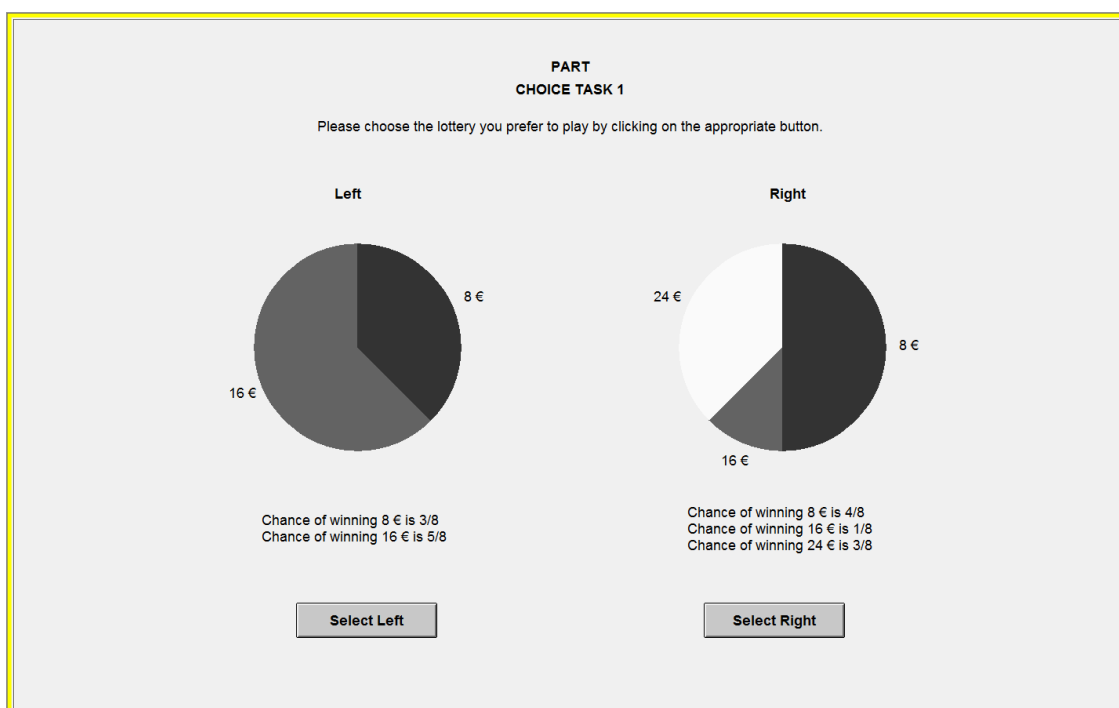 PART
CHOICE TASK 1
Please choose the lottery you prefer to play by clicking on the appropriate button.
Left
8 €
16 €
Chance of winning 8 € is 3/8
Chance of winning 16 € is 5/8
Select Left
Right
24 €
8 €
16 €
Chance of winning 8 € is 4/8
Chance of winning 16 € is 1/8
Chance of winning 24 € is 3/8
Select Right